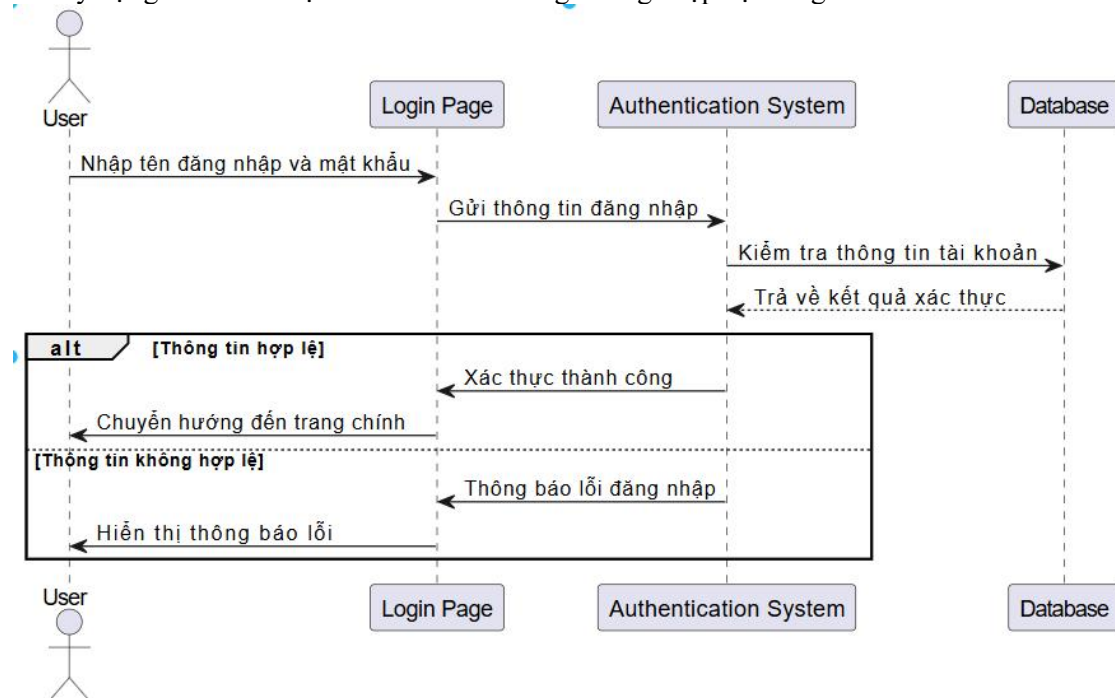 User
Login Page
Authentication System
Database
Nhập tên đăng nhập và mật khẩu
Gửi thông tin đăng nhập
Kiểm tra thông tin tài khoản
Trả về kết quả xác thực
alt [Thông tin hợp lệ]
Xác thực thành công
Chuyển hướng đến trang chính
[Thông tin không hợp lệ]
Thông báo lỗi đăng nhập
Hiển thị thông báo lỗi
User
Login Page
Authentication System
Database